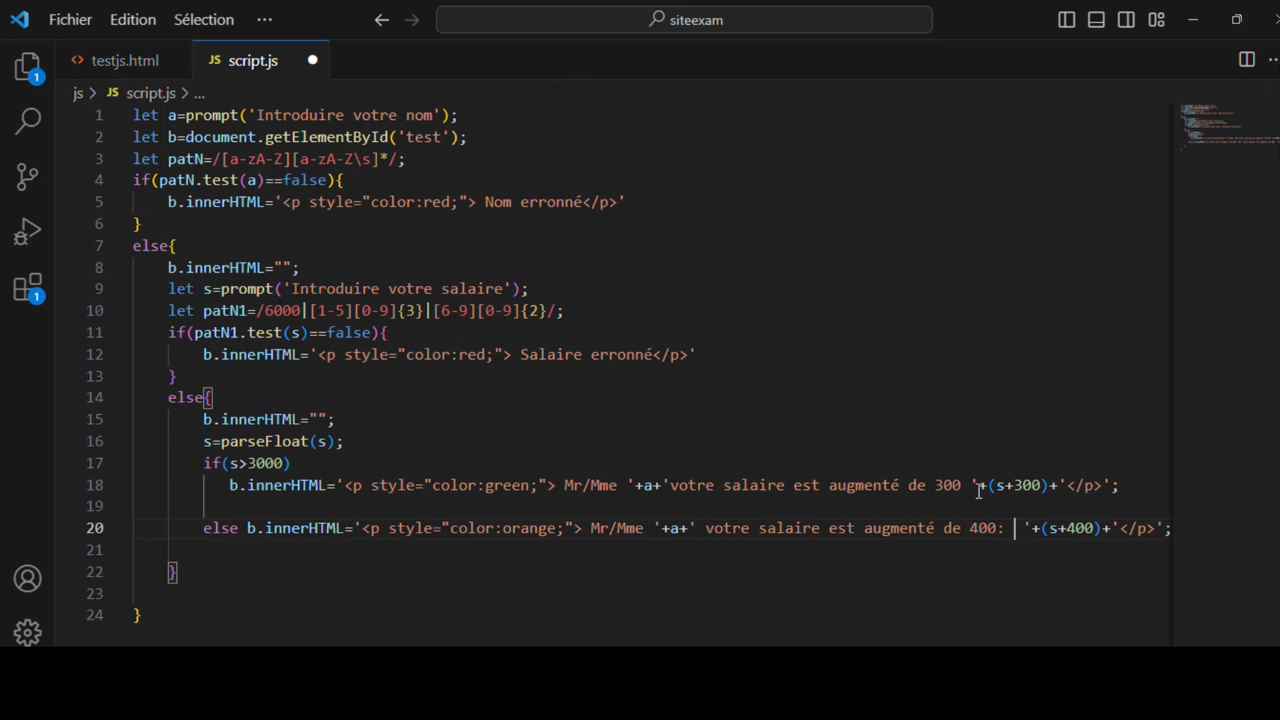 Fichier Edition Sélection ··· siteexam
testjs.html JS script.js
js > JS script.js > ...
1 let a=prompt('Introduire votre nom');
2 let b=document.getElementById('test');
3 let patN=/[a-zA-Z][a-zA-Z\s]*/;
4 if(patN.test(a)==false){
5 b.innerHTML='<p style="color:red;"> Nom erronné</p>'
6 }
7 else{
8 b.innerHTML="";
9 let s=prompt('Introduire votre salaire');
10 let patN1=/6000|[1-5][0-9]{3}|[6-9][0-9]{2}/;
11 if(patN1.test(s)==false){
12 b.innerHTML='<p style="color:red;"> Salaire erronné</p>'
13 }
14 else{
15 b.innerHTML="";
16 s=parseFloat(s);
17 if(s>3000)
18 b.innerHTML='<p style="color:green;"> Mr/Mme '+a+'votre salaire est augmenté de 300 '+(s+300)+'</p>';
19
20 else b.innerHTML='<p style="color:orange;"> Mr/Mme '+a+' votre salaire est augmenté de 400: '+(s+400)+'</p>';
21
22 }
23
24 }
1
1